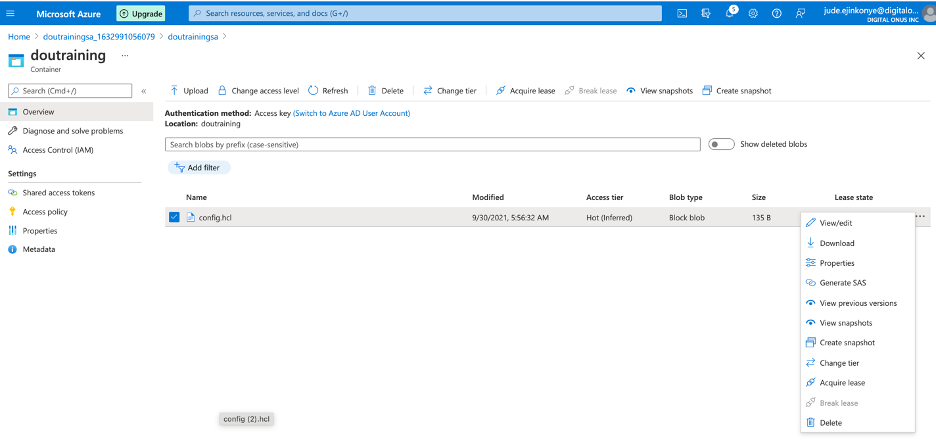 Microsoft Azure
Upgrade
Search resources, services, and docs (G+/)
5
jude.ejinkonye@digitalo...
DIGITAL ONUS INC
Home > doutrainingsa_1632991056079 > doutrainingsa >
doutraining ...
Container
Search (Cmd+/)
«
Upload
Change access level
Refresh
Delete
Change tier
Acquire lease
Break lease
View snapshots
Create snapshot
Overview
Diagnose and solve problems
Access Control (IAM)
Settings
Shared access tokens
Access policy
Properties
Metadata
Authentication method: Access key (Switch to Azure AD User Account)
Location: doutraining
Search blobs by prefix (case-sensitive)
Show deleted blobs
Add filter
Name Modified Access tier Blob type Size Lease state
config.hcl 9/30/2021, 5:56:32 AM Hot (Inferred) Block blob 135 B ...
View/edit
Download
Properties
Generate SAS
View previous versions
View snapshots
Create snapshot
Change tier
Acquire lease
Break lease
Delete
config (2).hcl